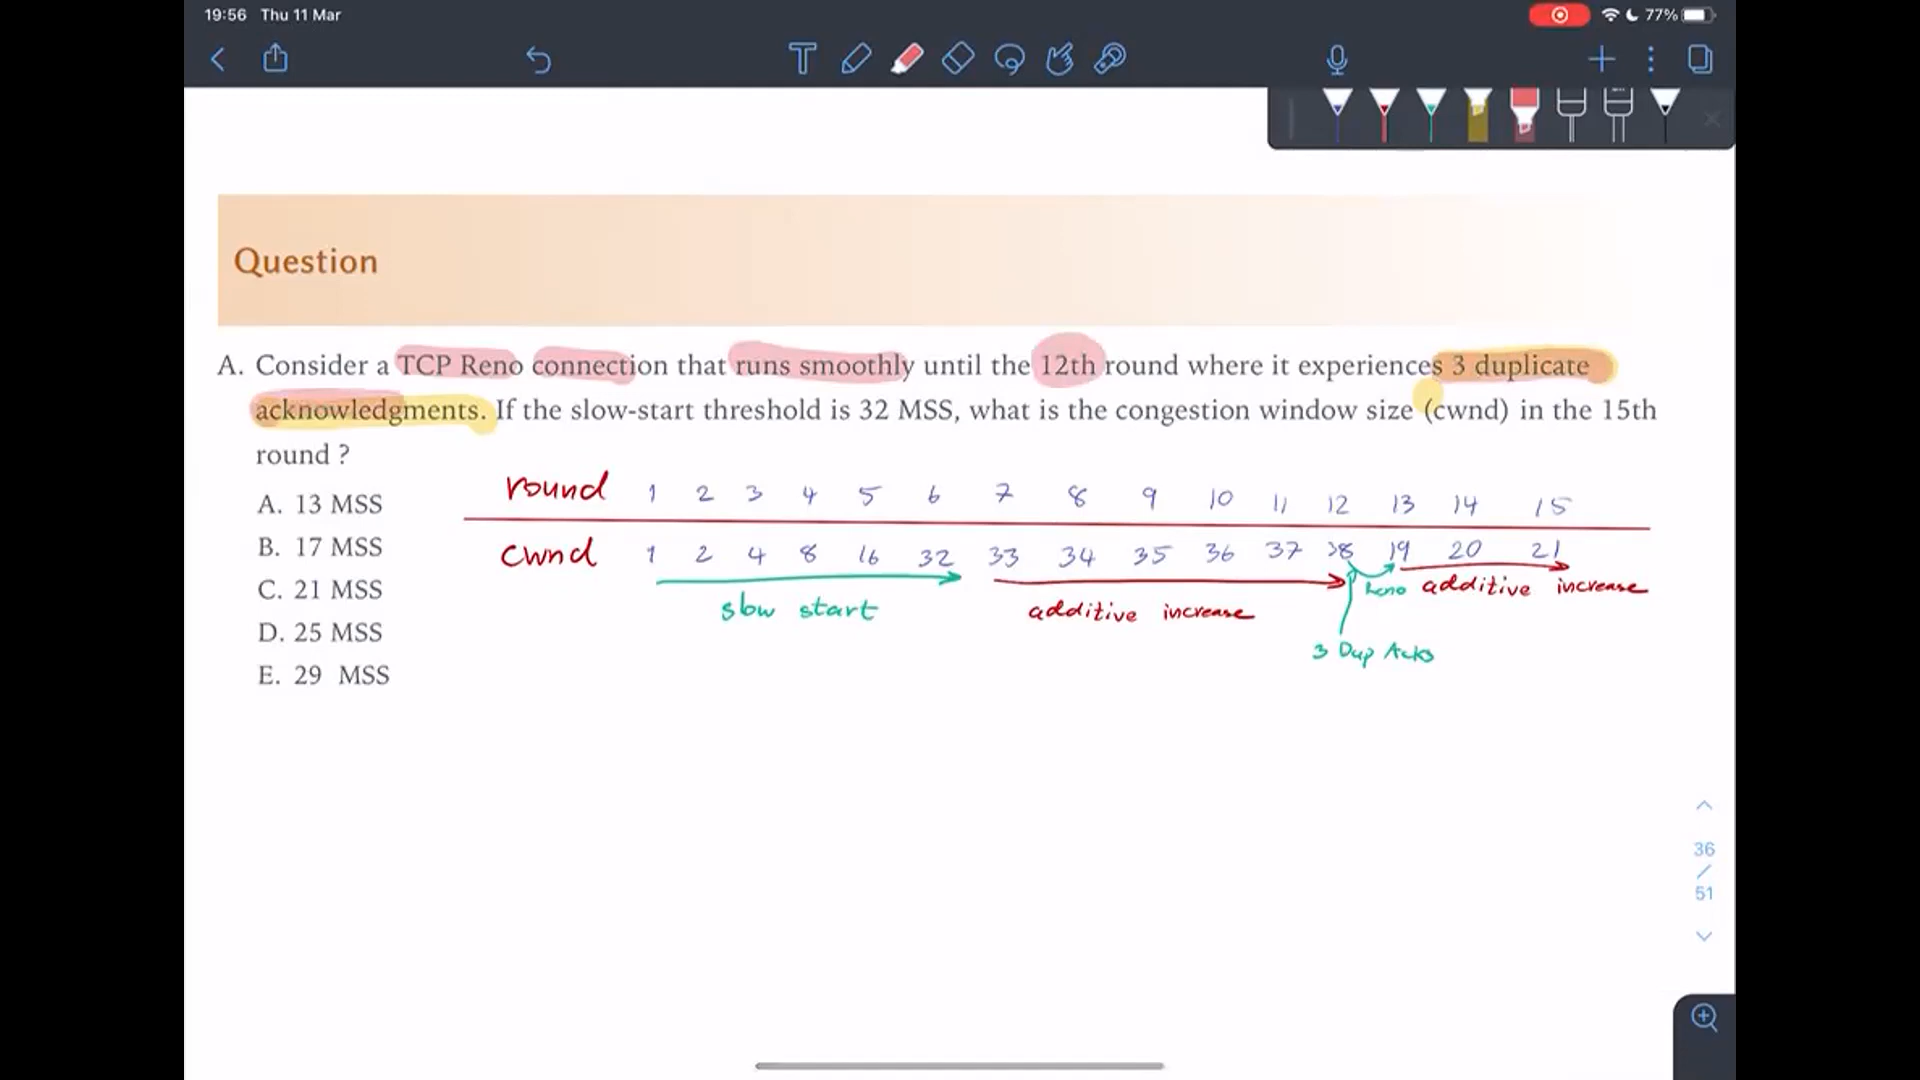 19:56 Thu 11 Mar
77%
Question
A. Consider a TCP Reno connection that runs smoothly until the 12th round where it experiences 3 duplicate
acknowledgments. If the slow-start threshold is 32 MSS, what is the congestion window size (cwnd) in the 15th
round ?
A. 13 MSS
B. 17 MSS
C. 21 MSS
D. 25 MSS
E. 29 MSS
round 1 2 3 4 5 6 7 8 9 10 11 12 13 14 15
cwnd 1 2 4 8 16 32 33 34 35 36 37 38 19 20 21
slow start
additive increase
Reno additive increase
3 Dup Acks
36
/
51